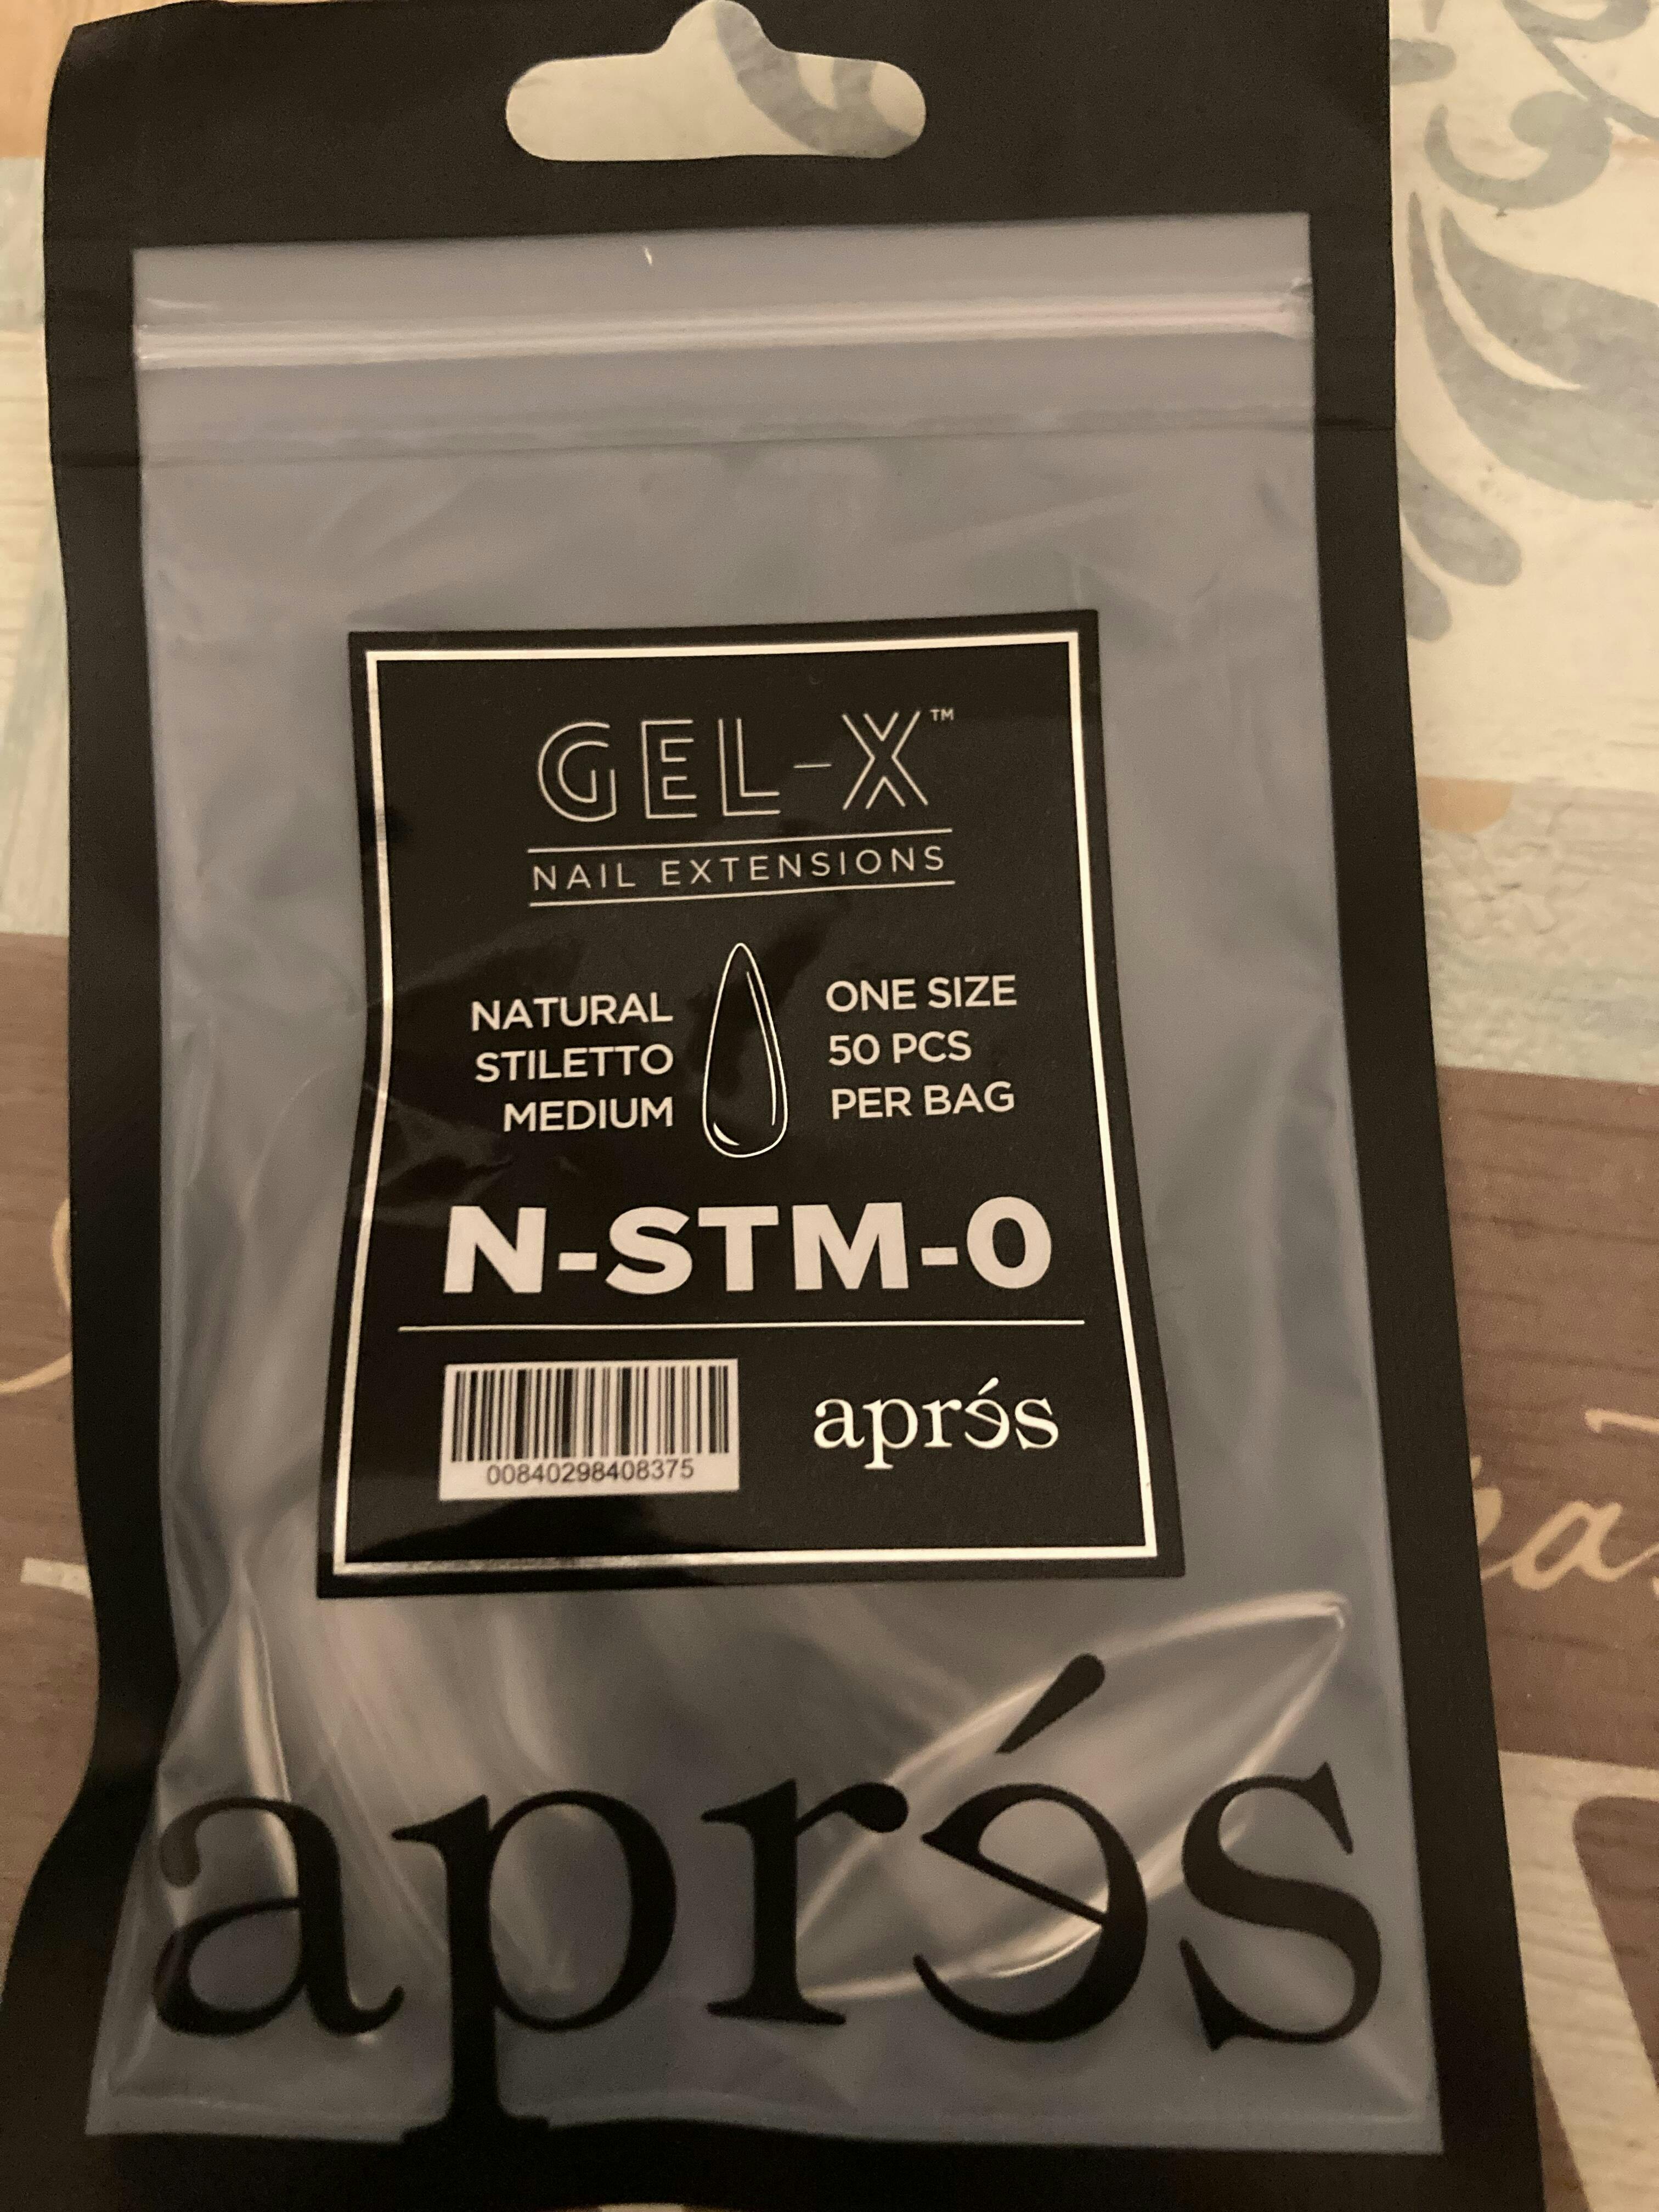 GEL-X™
NAIL EXTENSIONS
NATURAL
STILETTO
MEDIUM
ONE SIZE
50 PCS
PER BAG
N-STM-0
00840298408375
aprés
aprés